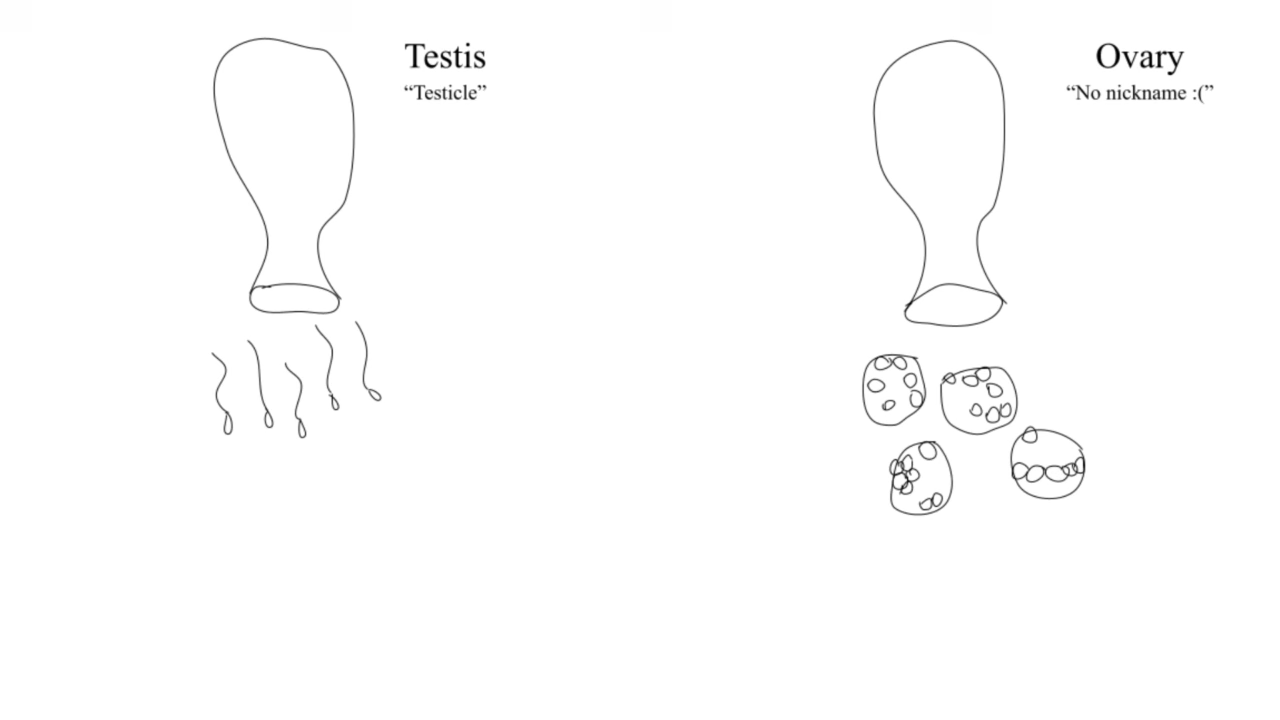 Testis
“Testicle”
Ovary
“No nickname :(”